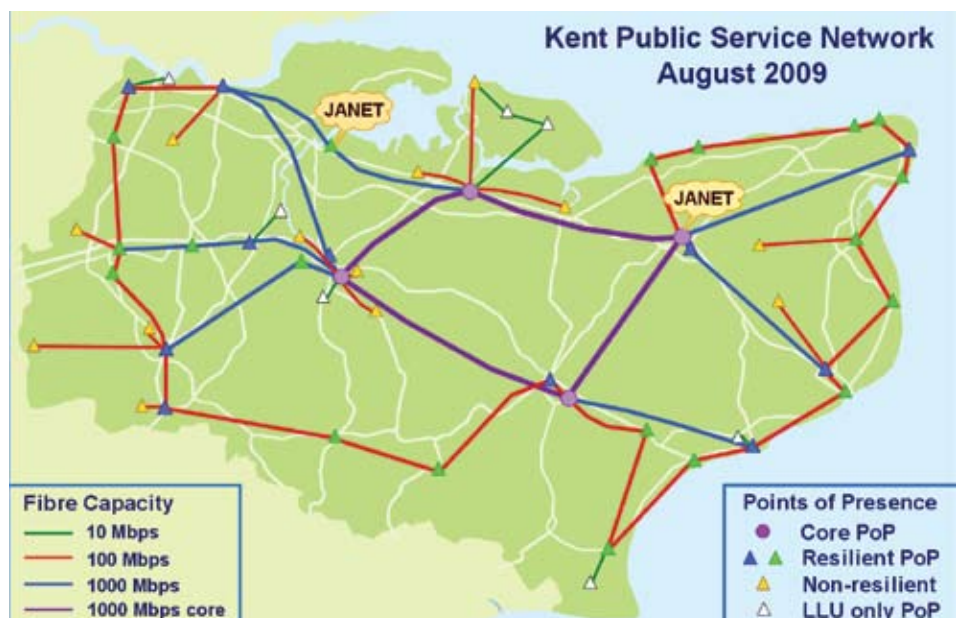 Kent Public Service Network
August 2009
JANET
JANET
Fibre Capacity
10 Mbps
100 Mbps
1000 Mbps
1000 Mbps core
Points of Presence
Core PoP
Resilient PoP
Non-resilient
LLU only PoP